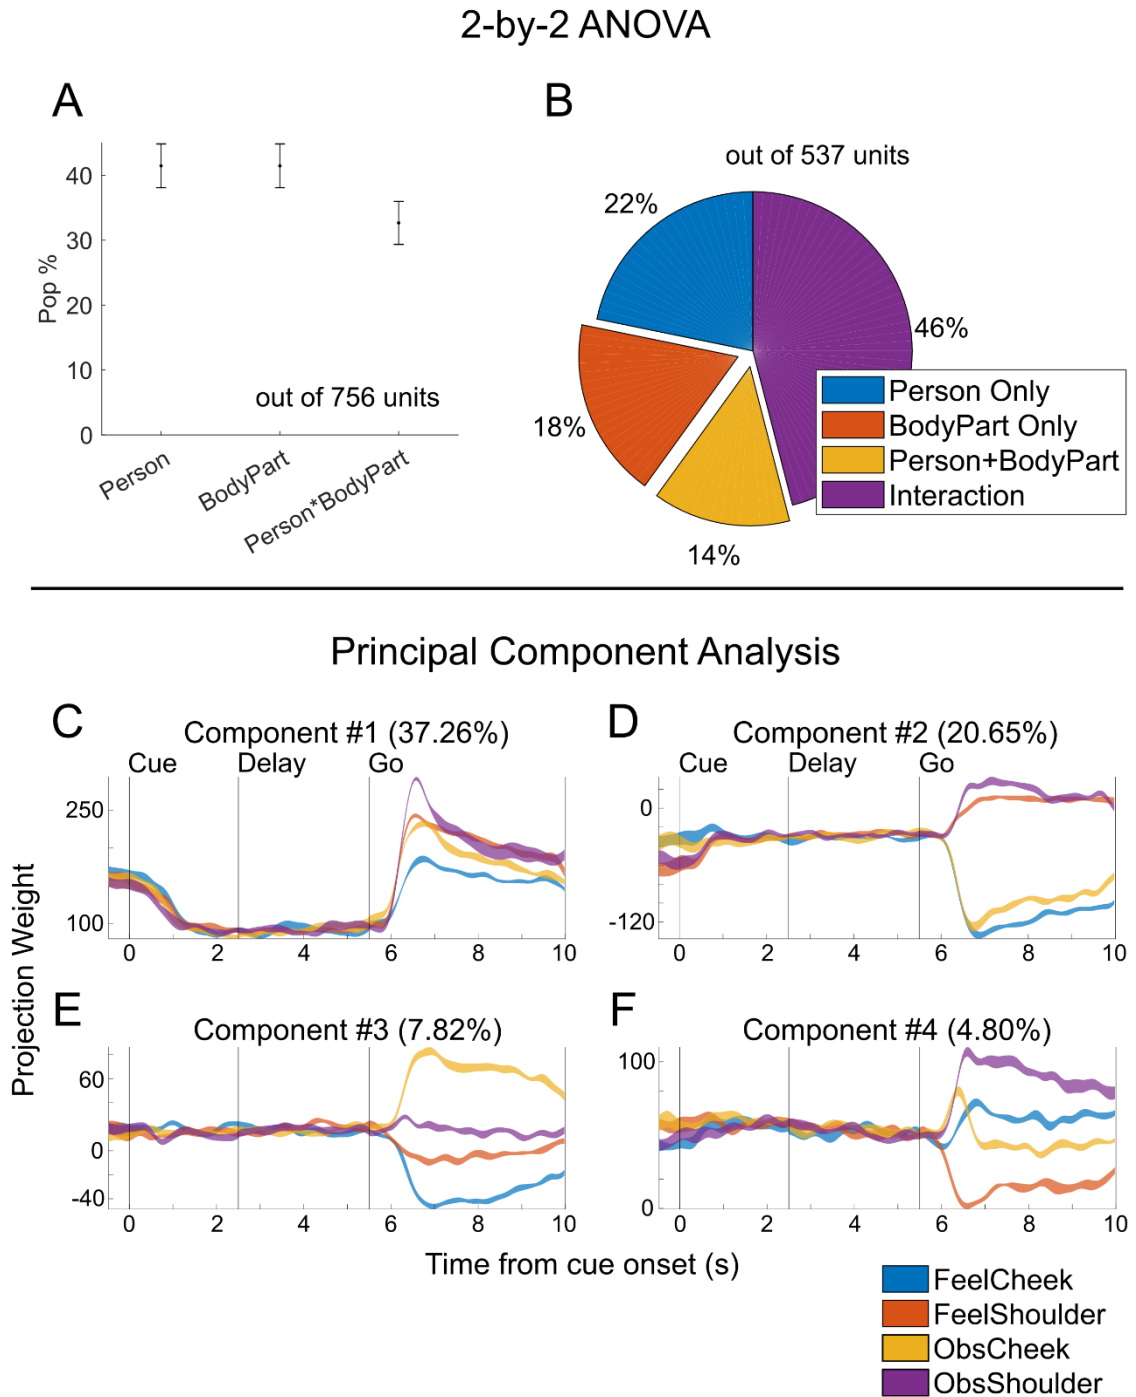 2-by-2 ANOVA
A
Pop %
40
30
20
10
0
out of 756 units
Person
BodyPart
Person*BodyPart
B
out of 537 units
22%
46%
18%
14%
Person Only
BodyPart Only
Person+BodyPart
Interaction
Principal Component Analysis
Projection Weight
C
Component #1 (37.26%)
Cue Delay Go
250
100
0 2 4 6 8 10
D
Component #2 (20.65%)
Cue Delay Go
0
-120
0 2 4 6 8 10
E
Component #3 (7.82%)
60
0
-40
0 2 4 6 8 10
F
Component #4 (4.80%)
100
0
0 2 4 6 8 10
Time from cue onset (s)
FeelCheek
FeelShoulder
ObsCheek
ObsShoulder